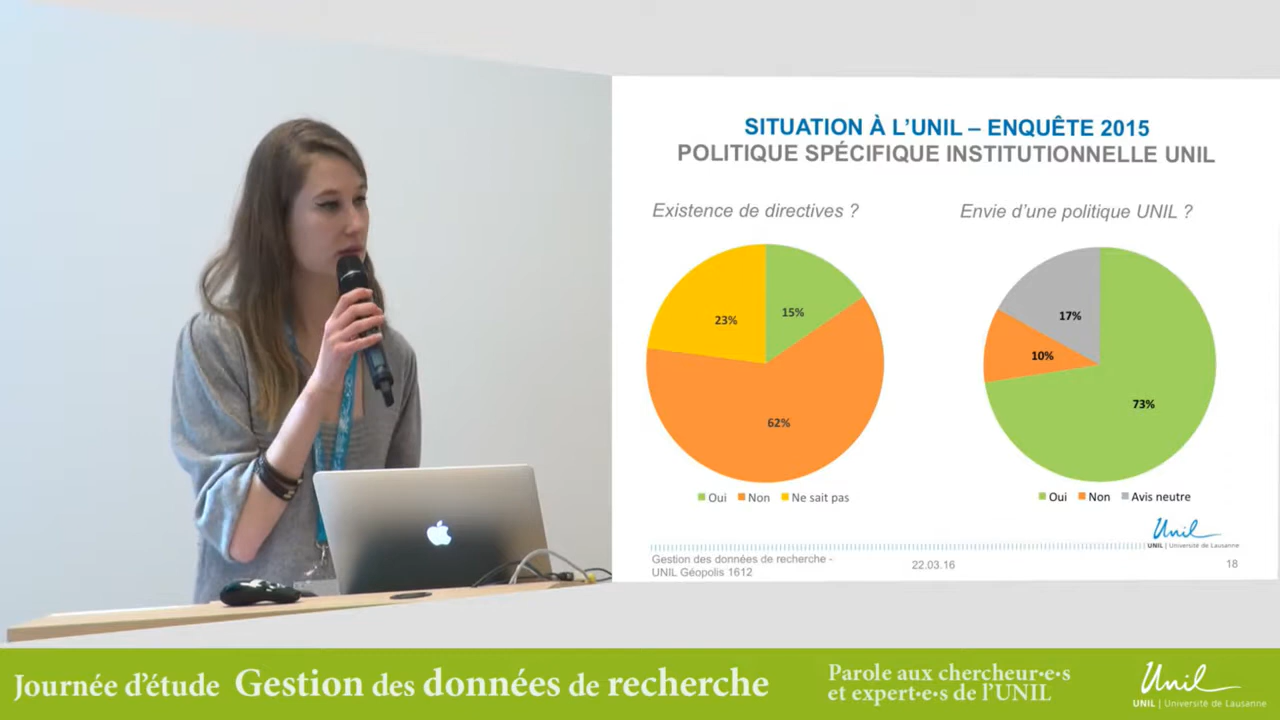 SITUATION À L'UNIL – ENQUÊTE 2015
POLITIQUE SPÉCIFIQUE INSTITUTIONNELLE UNIL
Existence de directives ?
Envie d'une politique UNIL ?
15%
23%
62%
Oui Non Ne sait pas
17%
10%
73%
Oui Non Avis neutre
Unil
UNIL | Université de Lausanne
Gestion des données de recherche -
UNIL Géopolis 1612
22.03.16
18
Journée d'étude Gestion des données de recherche
Parole aux chercheur•e•s
et expert•e•s de l'UNIL
Unil
UNIL | Université de Lausanne